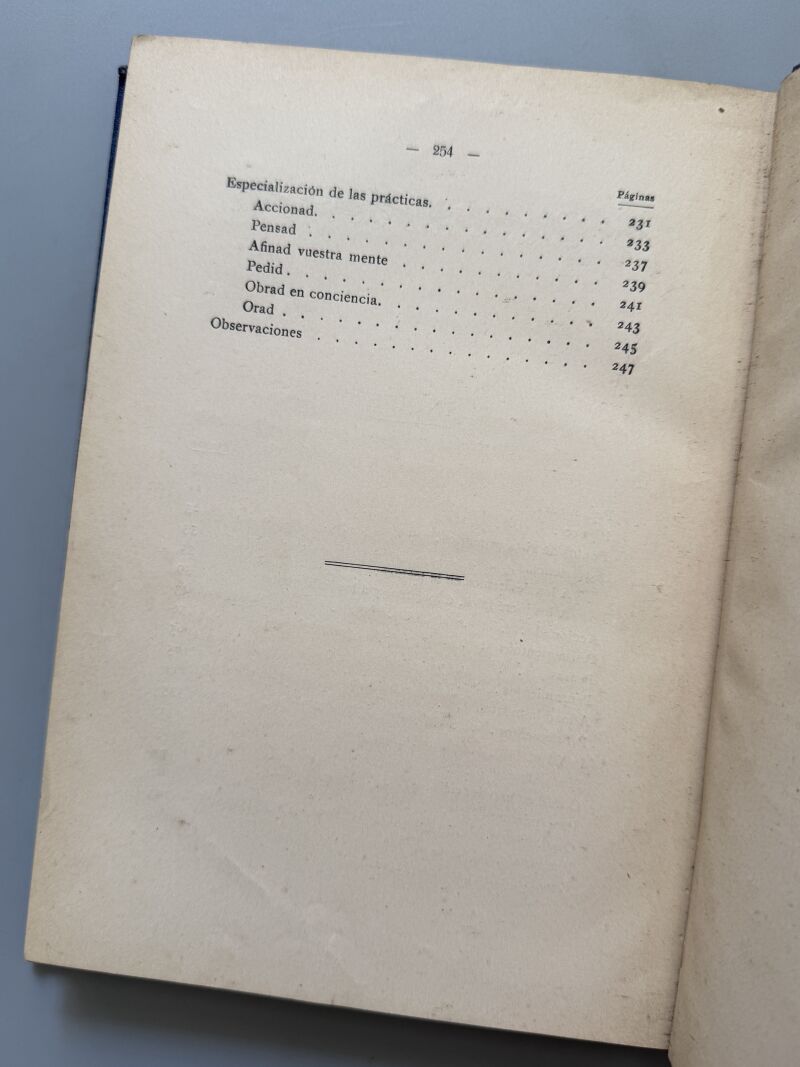 — 254 —
Páginas
Especialización de las prácticas. . . . . . . . . . 231
Accionad. . . . . . . . . . . . . . . . 233
Pensad . . . . . . . . . . . . . . . . 237
Afinad vuestra mente . . . . . . . . . . . 239
Pedid . . . . . . . . . . . . . . . . . 241
Obrad en conciencia. . . . . . . . . . . . 243
Orad . . . . . . . . . . . . . . . . . 245
Observaciones . . . . . . . . . . . . . . . 247